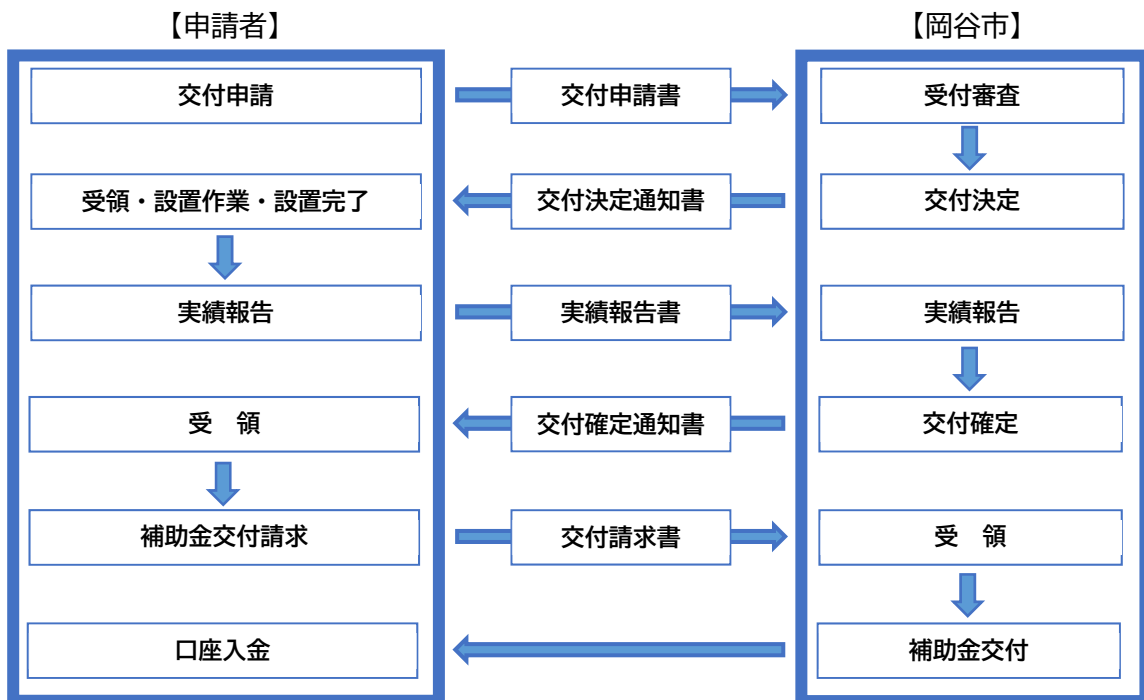 【申請者】
【岡谷市】
交付申請
交付申請書
受付審査
受領・設置作業・設置完了
交付決定通知書
交付決定
実績報告
実績報告書
実績報告
受　領
交付確定通知書
交付確定
補助金交付請求
交付請求書
受　領
口座入金
補助金交付